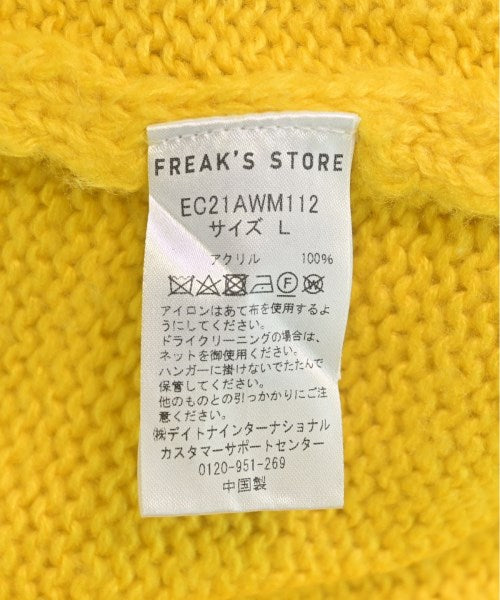 FREAK'S STORE
EC21AWM112
サイズ L
アクリル 100%
アイロンはあて布を使用するよ
うにしてください。
ドライクリーニングの場合は、
ネットを御使用ください。
ハンガーに掛けないでたたんで
保管してください。
他のものとの引っかかりにご注
意ください。
㈱デイトナインターナショナル
カスタマーサポートセンター
0120-951-269
中国製